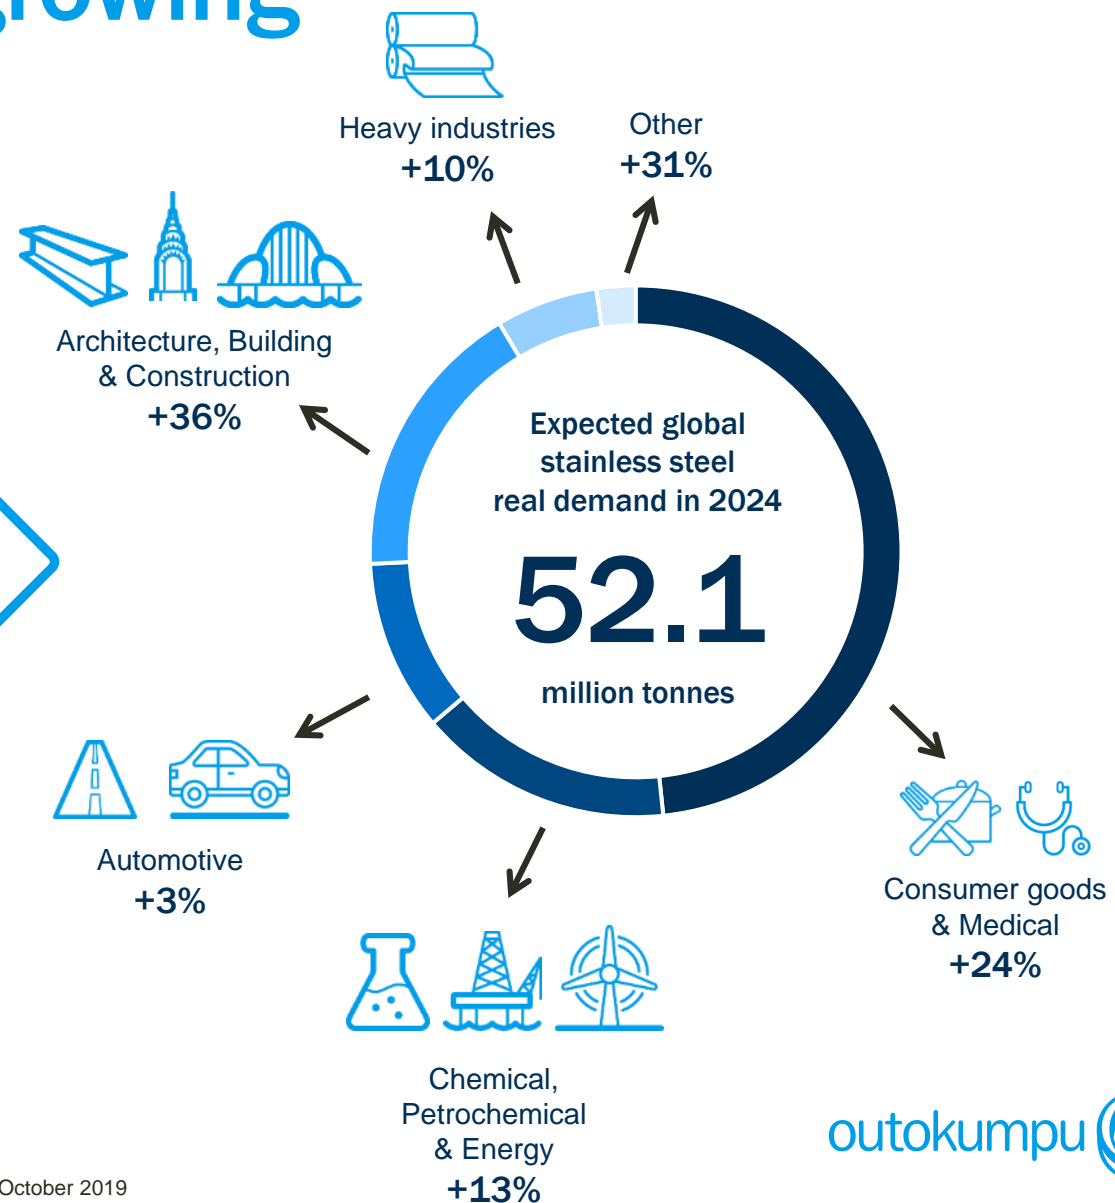 growing
Heavy industries
+10%
Other
+31%
Architecture, Building
& Construction
+36%
Expected global
stainless steel
real demand in 2024
52.1
million tonnes
Automotive
+3%
Consumer goods
& Medical
+24%
Chemical,
Petrochemical
& Energy
+13%
outokumpu
October 2019